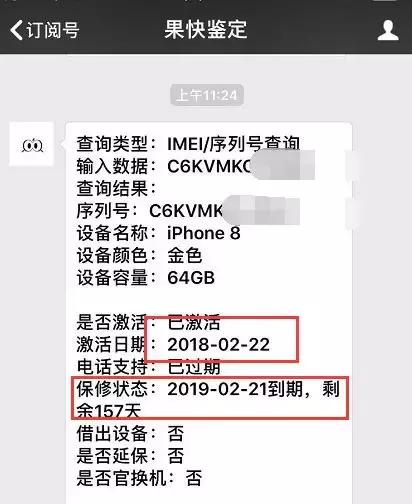 订阅号
果快鉴定
上午11:24
查询类型：IMEI/序列号查询
输入数据：C6KVMK
查询结果：
序列号：C6KVMK
设备名称：iPhone 8
设备颜色：金色
设备容量：64GB
是否激活：已激活
激活日期：2018-02-22
电话支持：已过期
保修状态：2019-02-21到期，剩
余157天
借出设备：否
是否延保：否
是否官换机：否